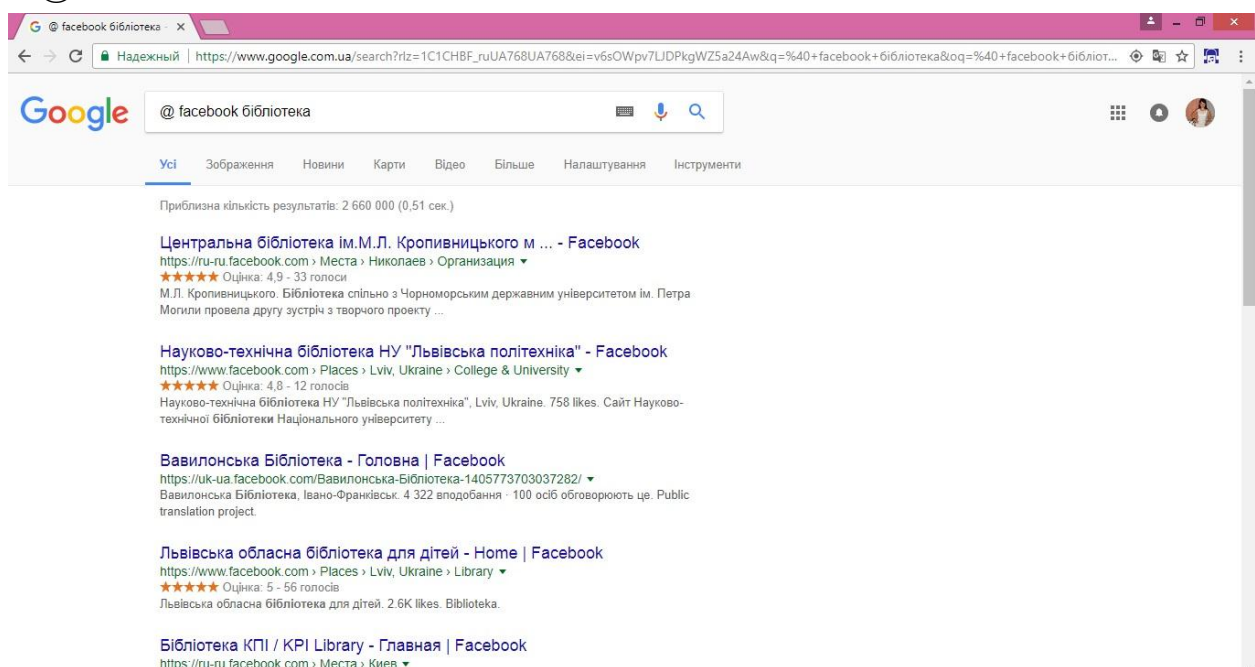 @ facebook бібліотека -
Надежный | https://www.google.com.ua/search?rlz=1C1CHBF_ruUA768UA768&ei=v6sOWpv7LJDPkgWZ5a24Aw&q=%40+facebook+бібліотека&oq=%40+facebook+бібліот...
Google
@ facebook бібліотека
Усі Зображення Новини Карти Відео Більше Налаштування Інструменти
Приблизна кількість результатів: 2 660 000 (0,51 сек.)
Центральна бібліотека ім.М.Л. Кропивницького м ... - Facebook
https://ru-ru.facebook.com › Места › Николаев › Организация
Оцінка: 4,9 - 33 голоси
М.Л. Кропивницького. Бібліотека спільно з Чорноморським державним університетом ім. Петра
Могили провела другу зустріч з творчого проекту ...
Науково-технічна бібліотека НУ "Львівська політехніка" - Facebook
https://www.facebook.com › Places › Lviv, Ukraine › College & University
Оцінка: 4,8 - 12 голосів
Науково-технічна бібліотека НУ "Львівська політехніка", Lviv, Ukraine. 758 likes. Сайт Науково-
технічної бібліотеки Національного університету ...
Вавилонська Бібліотека - Головна | Facebook
https://uk-ua.facebook.com/Вавилонська-Бібліотека-1405773703037282/
Вавилонська Бібліотека, Івано-Франківськ. 4 322 вподобання · 100 осіб обговорюють це. Public
translation project.
Львівська обласна бібліотека для дітей - Home | Facebook
https://www.facebook.com › Places › Lviv, Ukraine › Library
Оцінка: 5 - 56 голосів
Львівська обласна бібліотека для дітей. 2.6K likes. Biblioteka.
Бібліотека КПІ / KPI Library - Главная | Facebook
https://ru-ru.facebook.com › Места › Киев